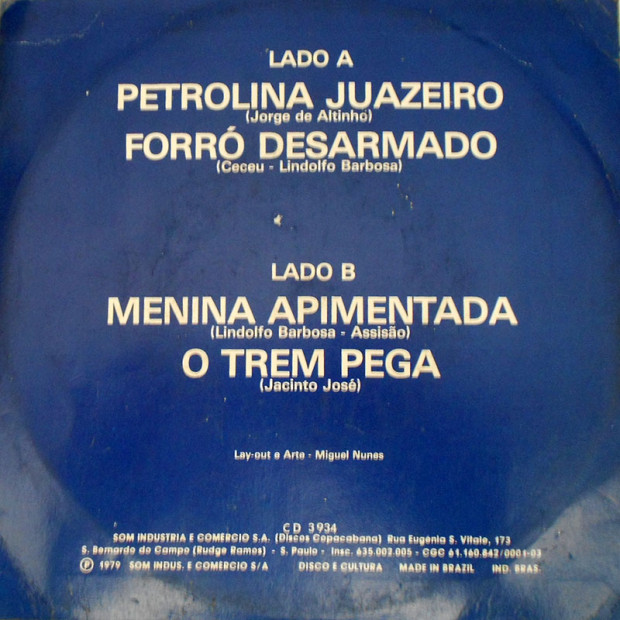 LADO A
PETROLINA JUAZEIRO
(Jorge de Altinho)
FORRÓ DESARMADO
(Ceceu - Lindolfo Barbosa)
LADO B
MENINA APIMENTADA
(Lindolfo Barbosa - Assisão)
O TREM PEGA
(Jacinto José)
Lay-out e Arte - Miguel Nunes
CD 3934
SOM INDUSTRIA E COMERCIO S.A. (Discos Copacabana) Rua Eugênia S. Vitale, 173
S. Bernardo do Campo (Rudge Ramos) - S. Paulo - Insc. 635.002.005 - CGC 61.160.842/0001-03
Ⓟ 1979 SOM INDUS. E COMERCIO S/A DISCO É CULTURA MADE IN BRAZIL IND. BRAS.